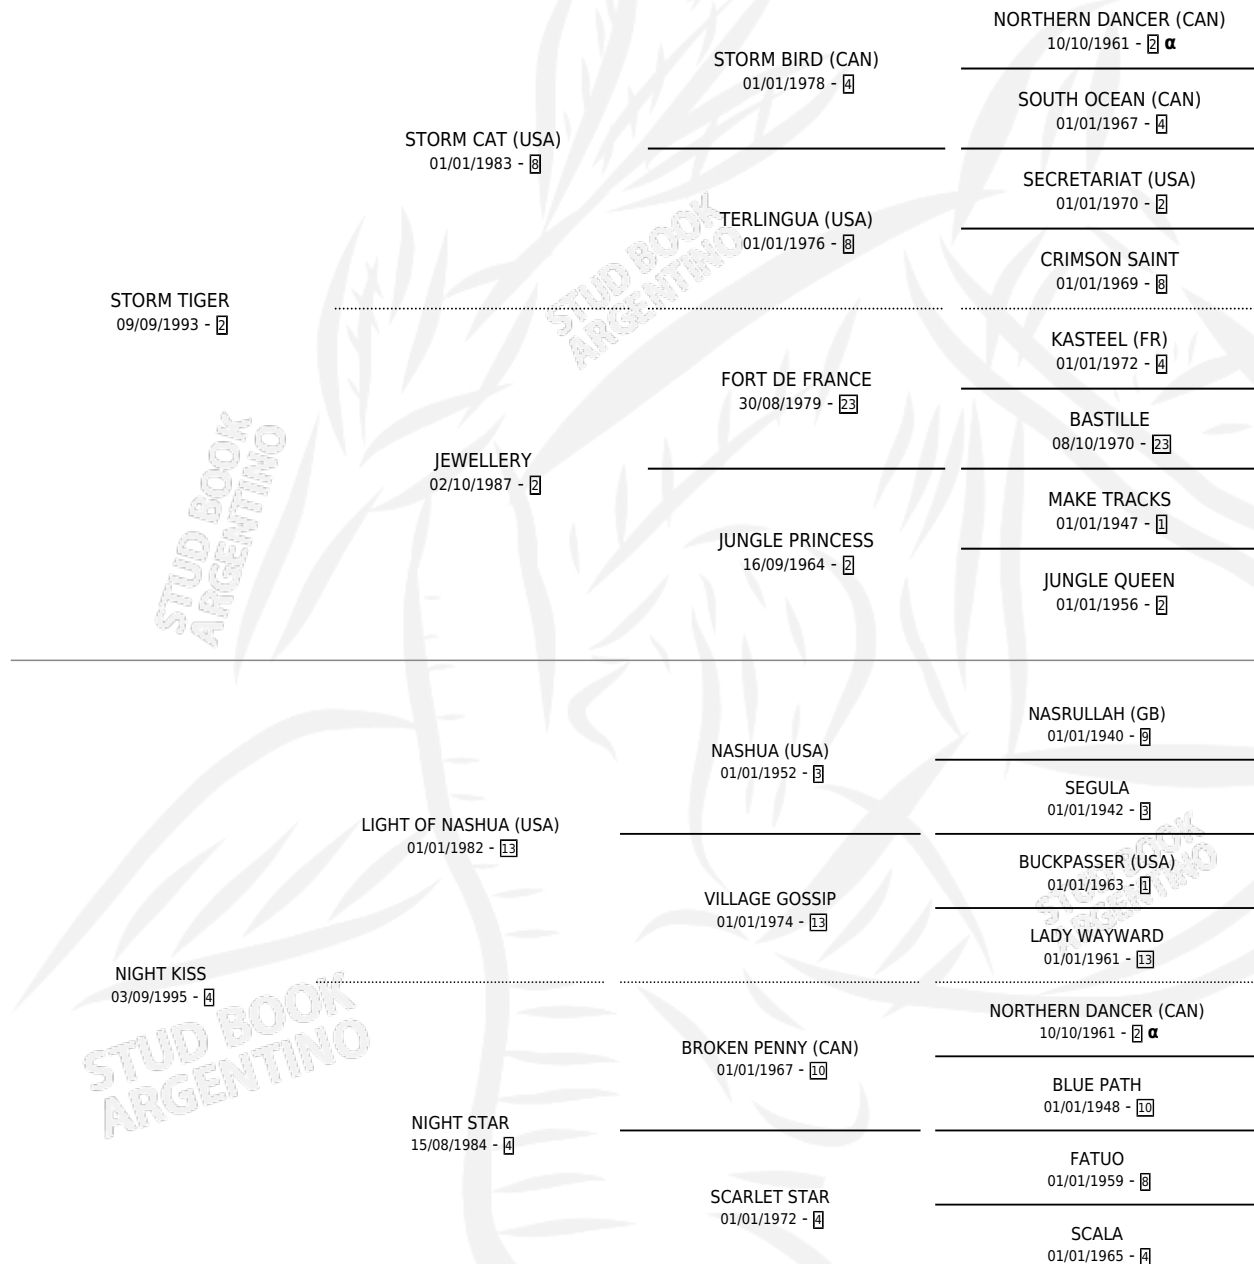 NORTHERN DANCER (CAN)
10/10/1961 - 2 α
STORM BIRD (CAN)
01/01/1978 - 4
SOUTH OCEAN (CAN)
01/01/1967 - 4
STORM CAT (USA)
01/01/1983 - 8
SECRETARIAT (USA)
01/01/1970 - 2
TERLINGUA (USA)
01/01/1976 - 8
CRIMSON SAINT
01/01/1969 - 8
STORM TIGER
09/09/1993 - 2
KASTEEL (FR)
01/01/1972 - 4
FORT DE FRANCE
30/08/1979 - 23
BASTILLE
08/10/1970 - 23
JEWELLERY
02/10/1987 - 2
MAKE TRACKS
01/01/1947 - 1
JUNGLE PRINCESS
16/09/1964 - 2
JUNGLE QUEEN
01/01/1956 - 2
NASRULLAH (GB)
01/01/1940 - 9
NASHUA (USA)
01/01/1952 - 3
SEGULA
01/01/1942 - 3
LIGHT OF NASHUA (USA)
01/01/1982 - 13
BUCKPASSER (USA)
01/01/1963 - 1
VILLAGE GOSSIP
01/01/1974 - 13
LADY WAYWARD
01/01/1961 - 13
NIGHT KISS
03/09/1995 - 4
NORTHERN DANCER (CAN)
10/10/1961 - 2 α
BROKEN PENNY (CAN)
01/01/1967 - 10
BLUE PATH
01/01/1948 - 10
NIGHT STAR
15/08/1984 - 4
FATUO
01/01/1959 - 8
SCARLET STAR
01/01/1972 - 4
SCALA
01/01/1965 - 4
STUD BOOK
ARGENTINO
STUD BOOK
ARGENTINO
STUD BOOK
ARGENTINO
STUD BOOK
ARGENTINO